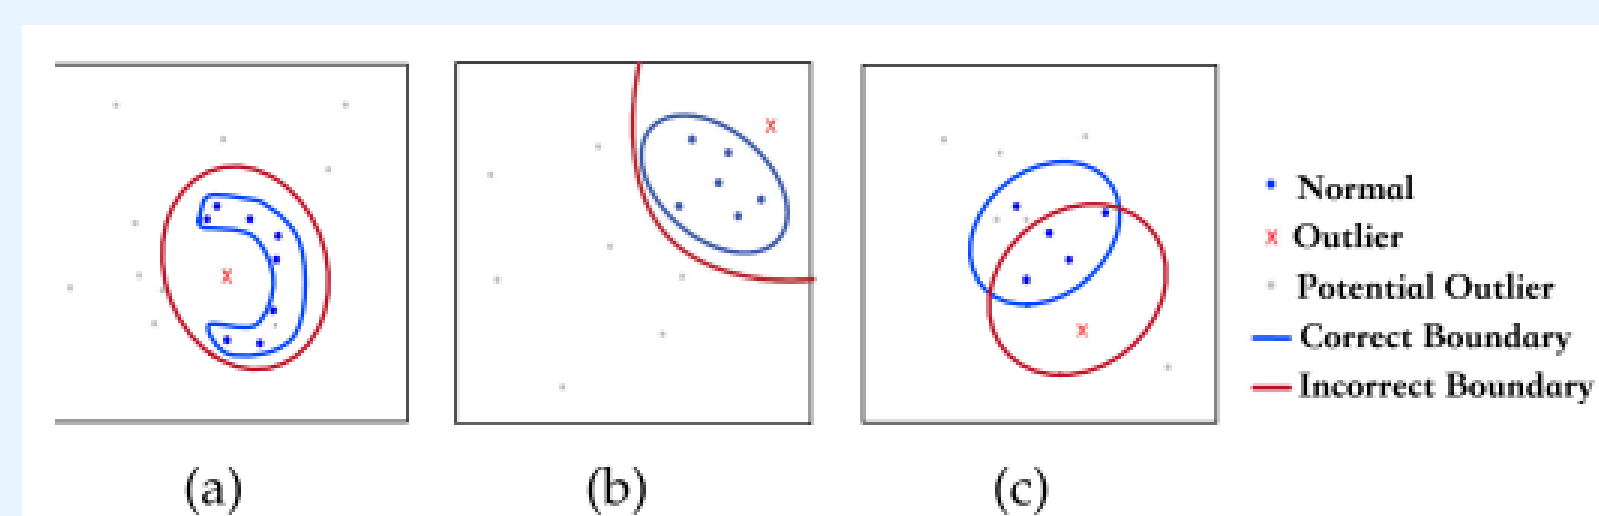 Normal
x Outlier
Potential Outlier
Correct Boundary
Incorrect Boundary
(a)
(b)
(c)